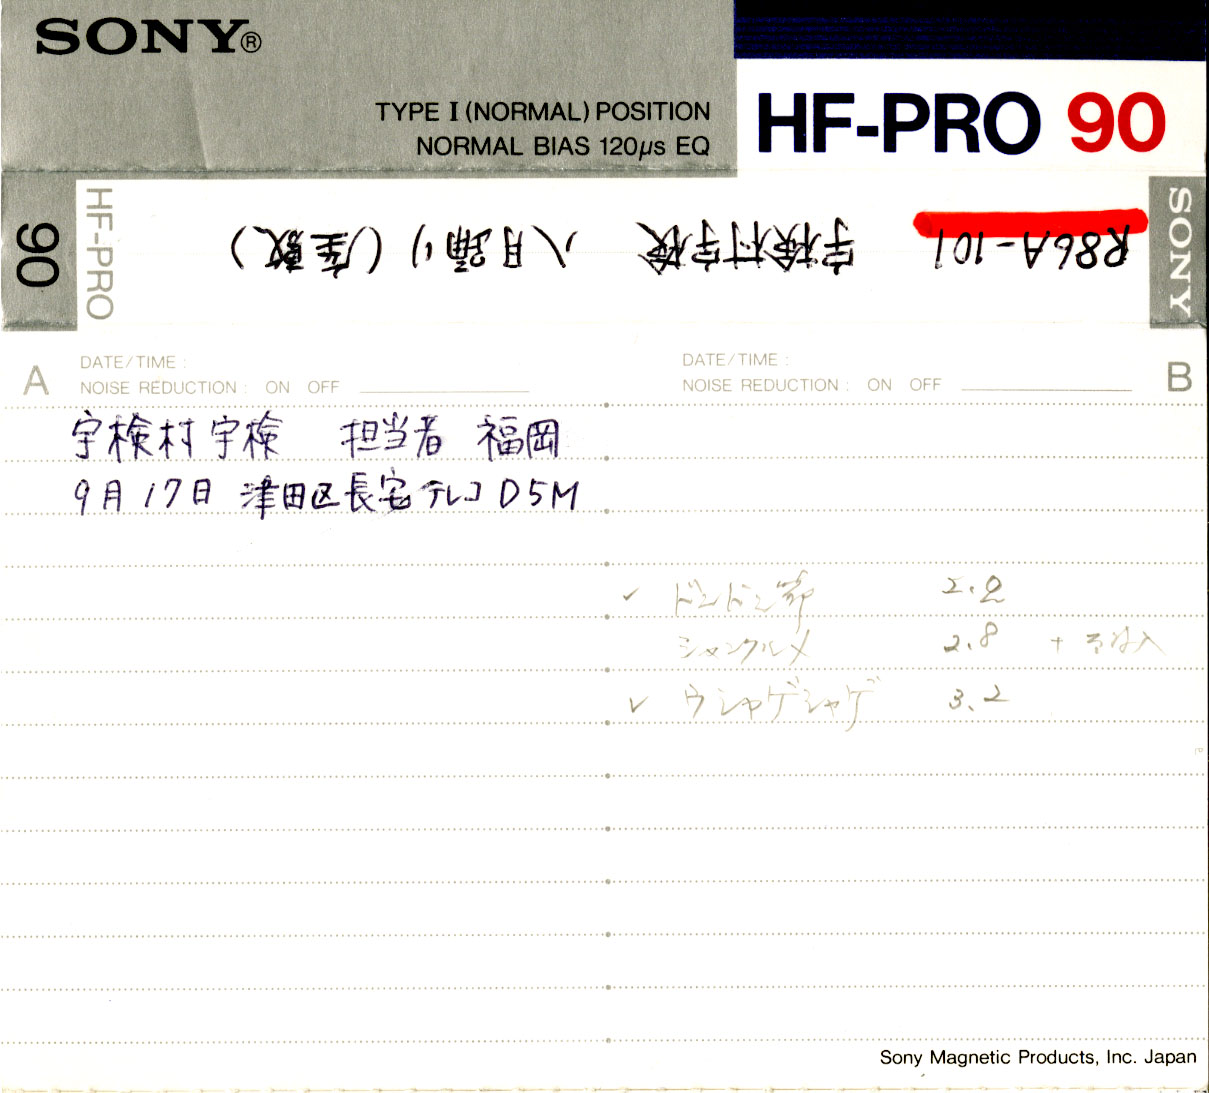 SONY®
TYPE I (NORMAL) POSITION
NORMAL BIAS 120μs EQ
HF-PRO 90
90
HF-PRO
R86A-101 宇検村宇検 八月踊り(座敷)
SONY
A
DATE/TIME :
NOISE REDUCTION : ON OFF
宇検村宇検 担当者 福岡
9月17日 津田区長宅 テレコ D5M
DATE/TIME :
NOISE REDUCTION : ON OFF
B
✓ ドンドン節 2.9
シュンクルメ 2.8 +
✓ ウシャゲシャゲ 3.2
Sony Magnetic Products, Inc. Japan